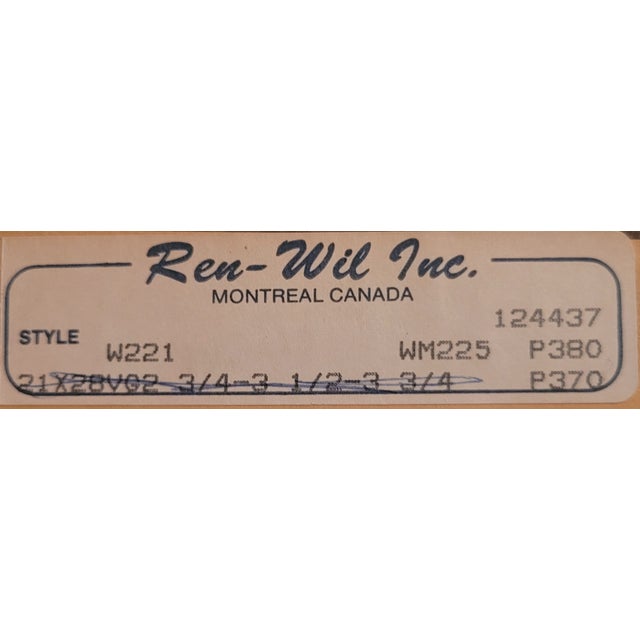 Ren-Wil Inc.
MONTREAL CANADA
124437
STYLE W221 WM225 P380
21X28VG2 3/4-3 1/2-3 3/4 P370